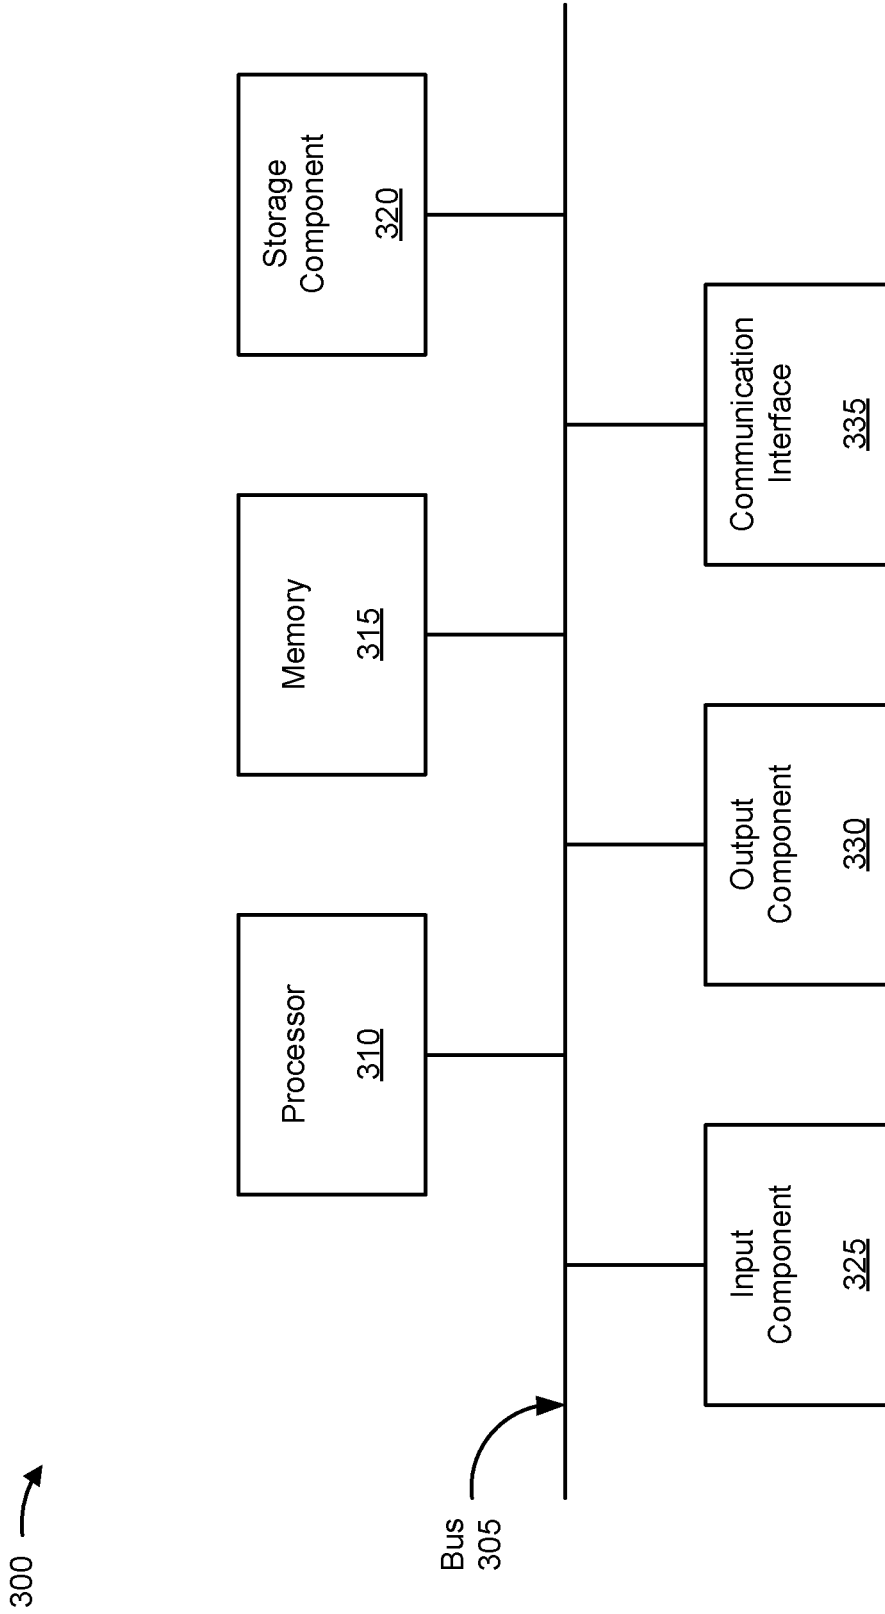 300
Processor
310
Memory
315
Storage
Component
320
Bus
305
Input
Component
325
Output
Component
330
Communication
Interface
335